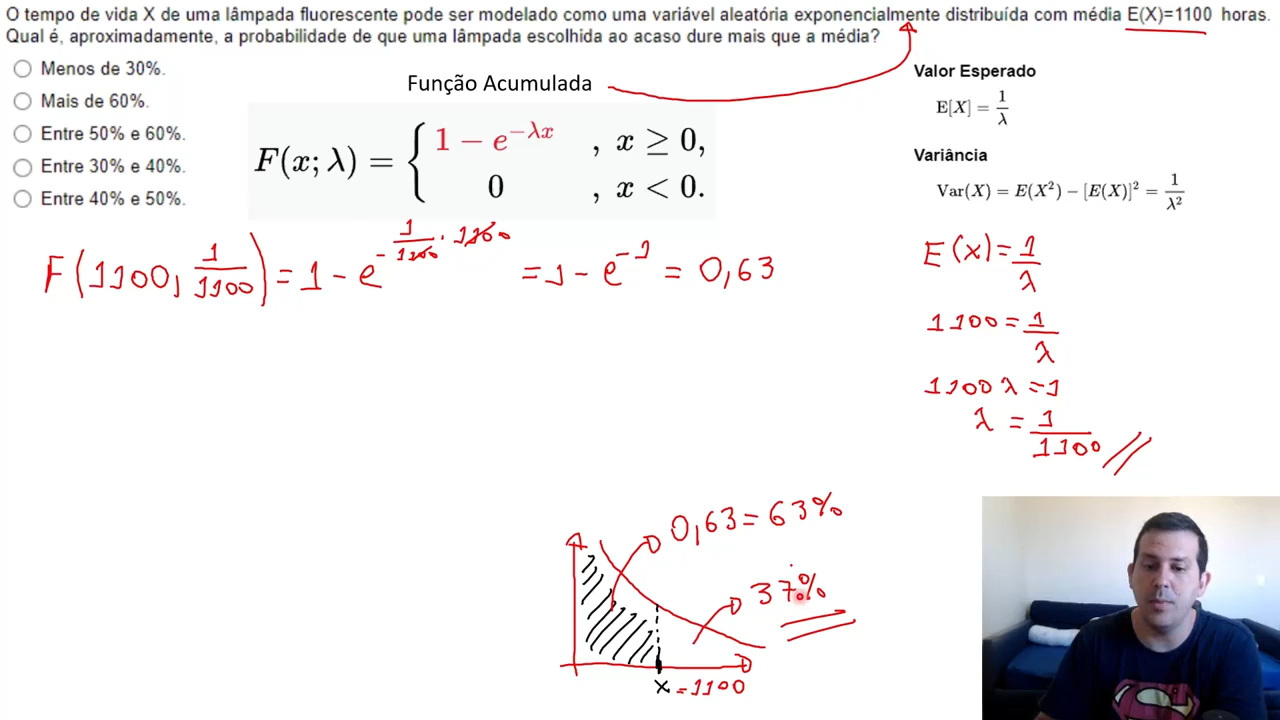 O tempo de vida X de uma lâmpada fluorescente pode ser modelado como uma variável aleatória exponencialmente distribuída com média E(X)=1100 horas.
Qual é, aproximadamente, a probabilidade de que uma lâmpada escolhida ao acaso dure mais que a média?
Menos de 30%.
Mais de 60%.
Entre 50% e 60%.
Entre 30% e 40%.
Entre 40% e 50%.
Função Acumulada
F(x; λ) = { 1 − e^{−λx} , x ≥ 0,
0 , x < 0.
Valor Esperado
E[X] = 1/λ
Variância
Var(X) = E(X²) − [E(X)]² = 1/λ²
F(1100, 1/1100) = 1 − e^{−1/1100 · 1100} = 1 − e^{−1} = 0,63
E(x) = 1/λ
1100 = 1/λ
1100 λ = 1
λ = 1/1100 //
0,63 = 63%
37%
x = 1100